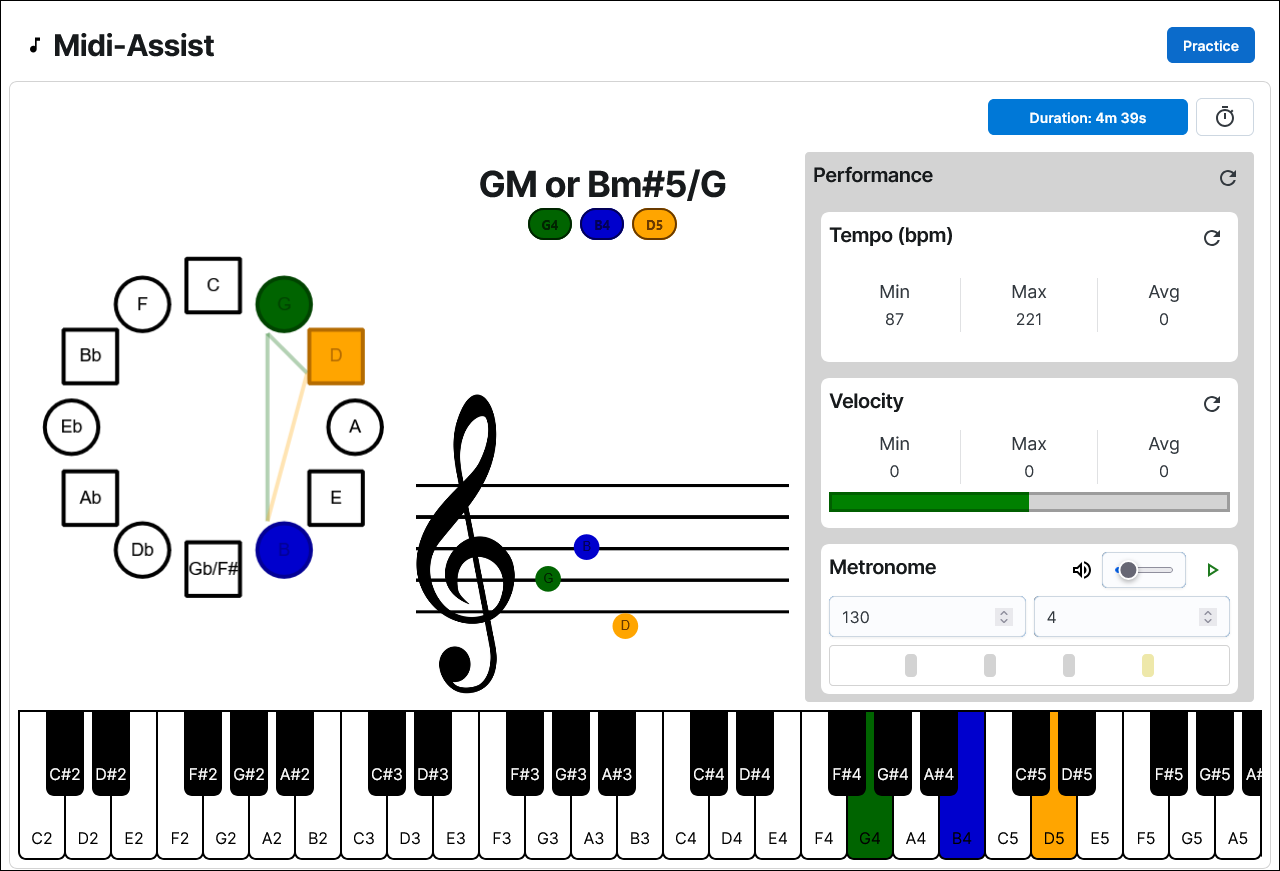 Midi-Assist
Practice
Duration: 4m 39s
GM or Bm#5/G
G4 B4 D5
C
F G
Bb D
Eb A
Ab E
Db B
Gb/F#
B
G
D
Performance
Tempo (bpm)
Min Max Avg
87 221 0
Velocity
Min Max Avg
0 0 0
Metronome
130 4
C#2 D#2 F#2 G#2 A#2 C#3 D#3 F#3 G#3 A#3 C#4 D#4 F#4 G#4 A#4 C#5 D#5 F#5 G#5 A#
C2 D2 E2 F2 G2 A2 B2 C3 D3 E3 F3 G3 A3 B3 C4 D4 E4 F4 G4 A4 B4 C5 D5 E5 F5 G5 A5